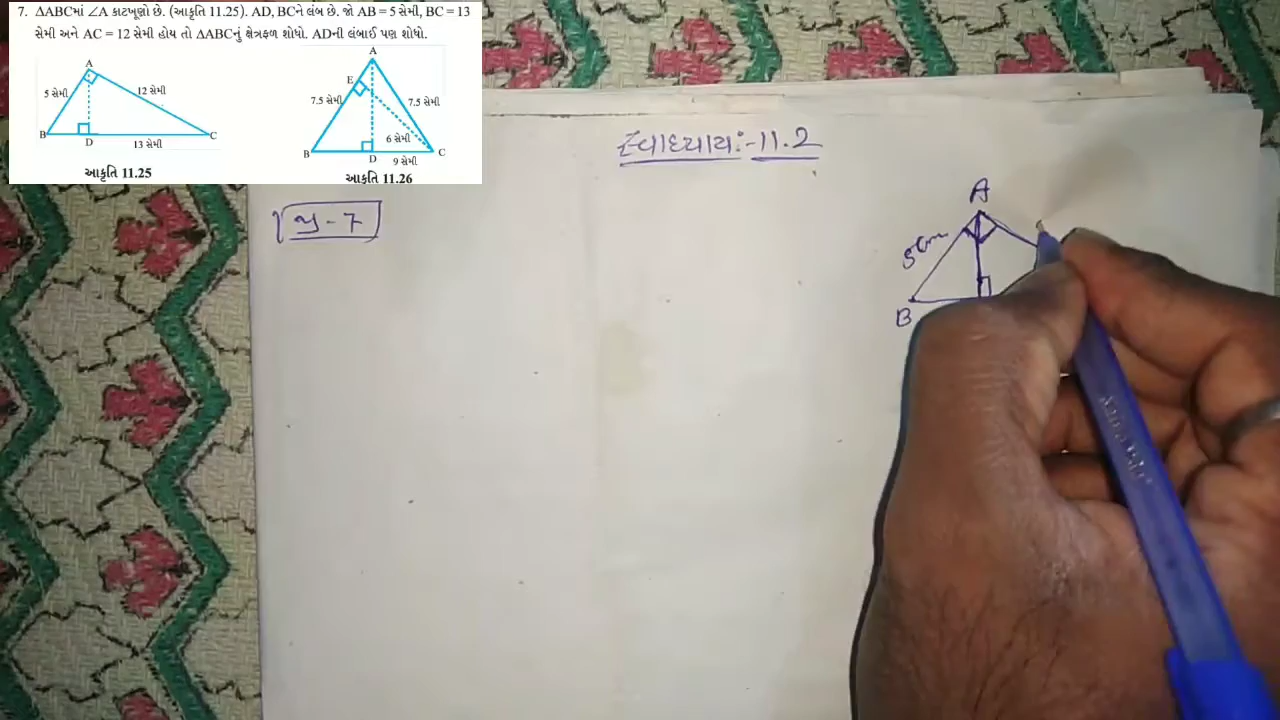 7. ΔABCમાં ∠A કાટખૂણો છે. (આકૃતિ 11.25). AD, BCને લંબ છે. જો AB = 5 સેમી, BC = 13
સેમી અને AC = 12 સેમી હોય તો ΔABCનું ક્ષેત્રફળ શોધો. ADની લંબાઈ પણ શોધો.
A
5 સેમી
12 સેમી
B
D
C
13 સેમી
આકૃતિ 11.25
A
E
7.5 સેમી
7.5 સેમી
6 સેમી
B
D
C
9 સેમી
આકૃતિ 11.26
સ્વાધ્યાય:-11.2
પ્ર-7
A
5cm
B